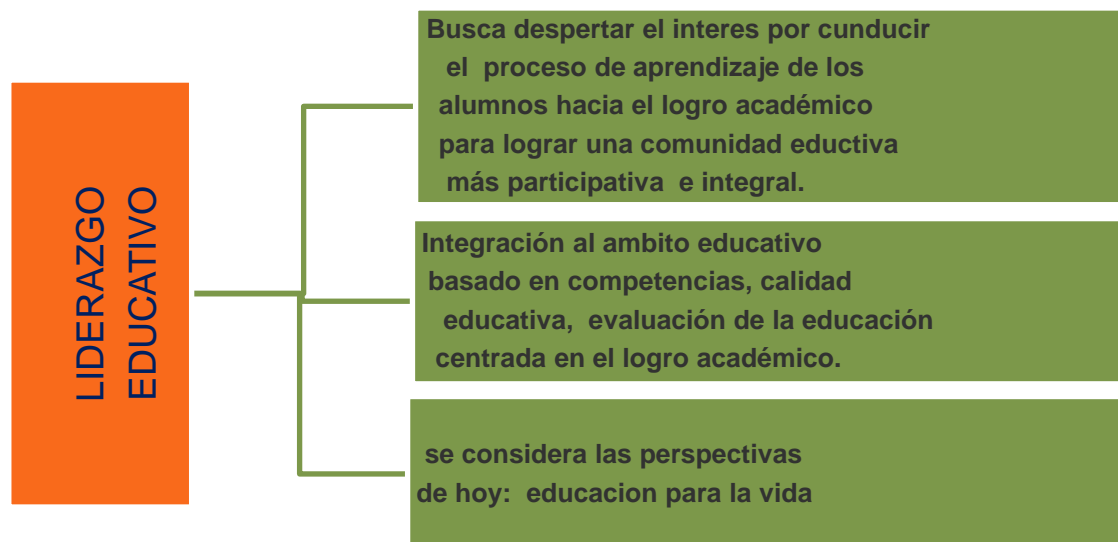 LIDERAZGO
EDUCATIVO
Busca despertar el interes por cunducir
el proceso de aprendizaje de los
alumnos hacia el logro académico
para lograr una comunidad eductiva
más participativa e integral.
Integración al ambito educativo
basado en competencias, calidad
educativa, evaluación de la educación
centrada en el logro académico.
se considera las perspectivas
de hoy: educacion para la vida